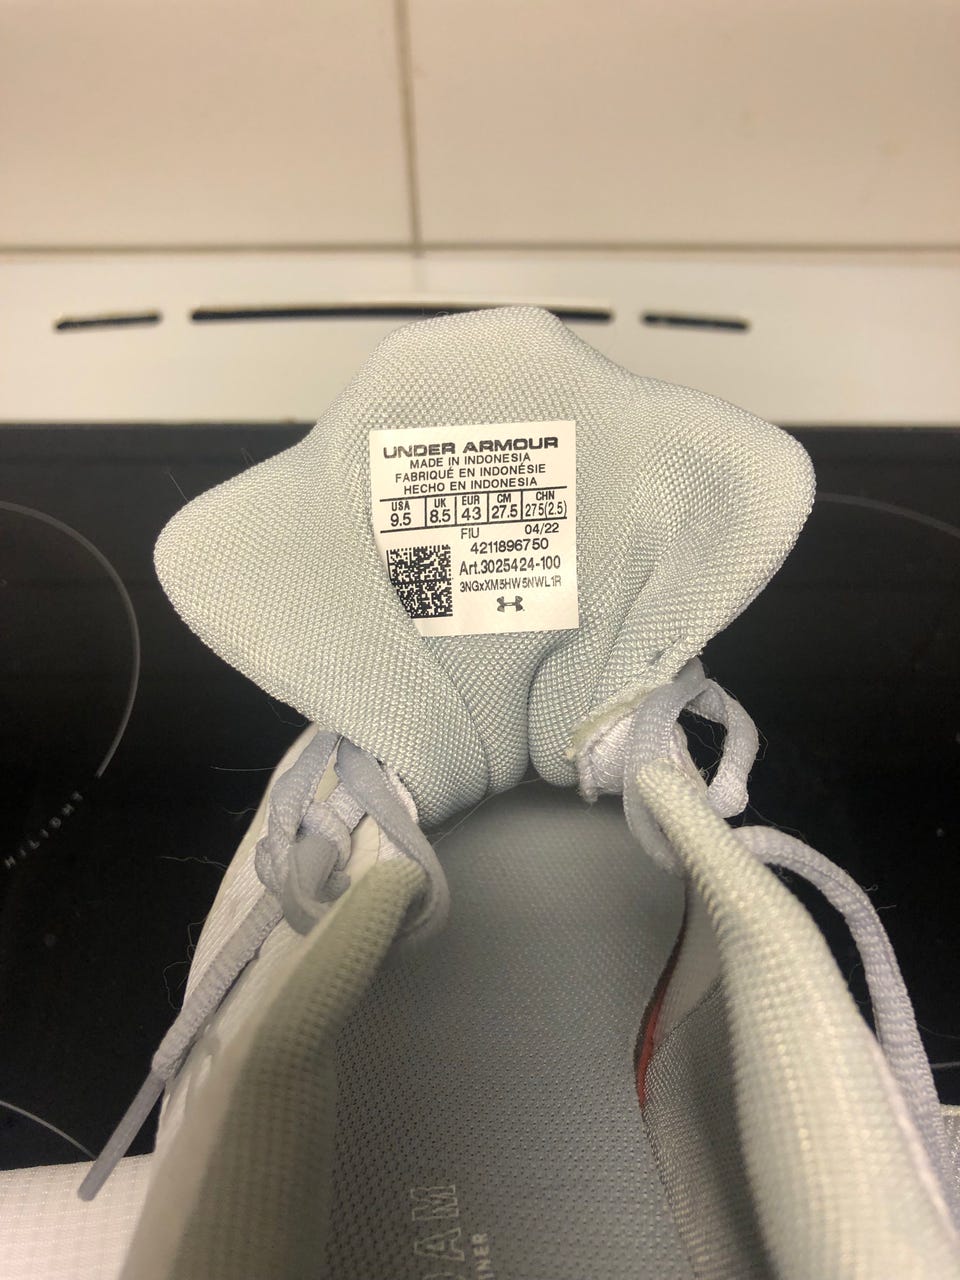 UNDER ARMOUR
MADE IN INDONESIA
FABRIQUÉ EN INDONÉSIE
HECHO EN INDONESIA
USA UK EUR CM CHN
9.5 8.5 43 27.5 275(2.5)
FIU 04/22
4211896750
Art.3025424-100
3NGxXM5HW5NWL1R
HILIGHT